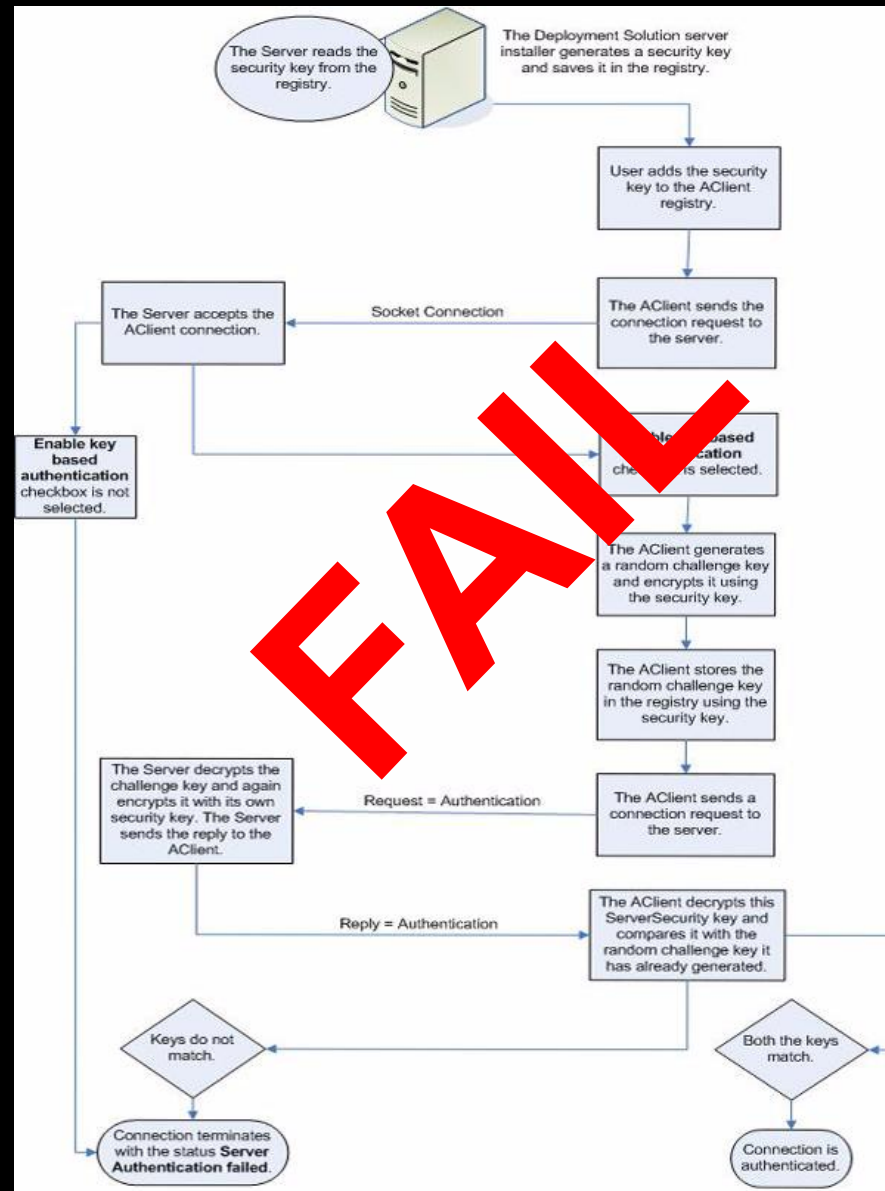 The Server reads the
security key from the
registry.
The Deployment Solution server
installer generates a security key
and saves it in the registry.
User adds the security
key to the AClient
registry.
The Server accepts the
AClient connection.
Socket Connection
The AClient sends the
connection request to
the server.
Enable key
based
authentication
checkbox is not
selected.
based
is selected.
The AClient generates
a random challenge key
and encrypts it using
the security key.
The AClient stores the
random challenge key
in the registry using the
security key.
The Server decrypts the
challenge key and again
encrypts it with its own
security key. The Server
sends the reply to the
AClient.
Request = Authentication
The AClient sends a
connection request to
the server.
Reply = Authentication
The AClient decrypts this
ServerSecurity key and
compares it with the
random challenge key it
has already generated.
Keys do not
match.
Both the keys
match.
Connection terminates
with the status Server
Authentication failed.
Connection is
authenticated.
FAIL